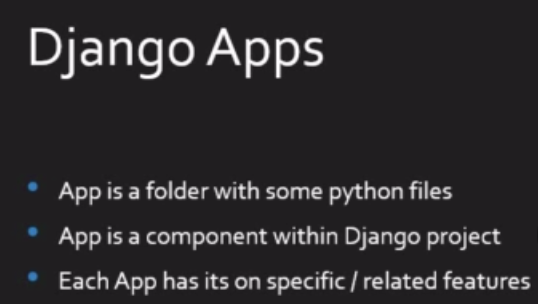 Django Apps
• App is a folder with some python files
• App is a component within Django project
• Each App has its on specific / related features